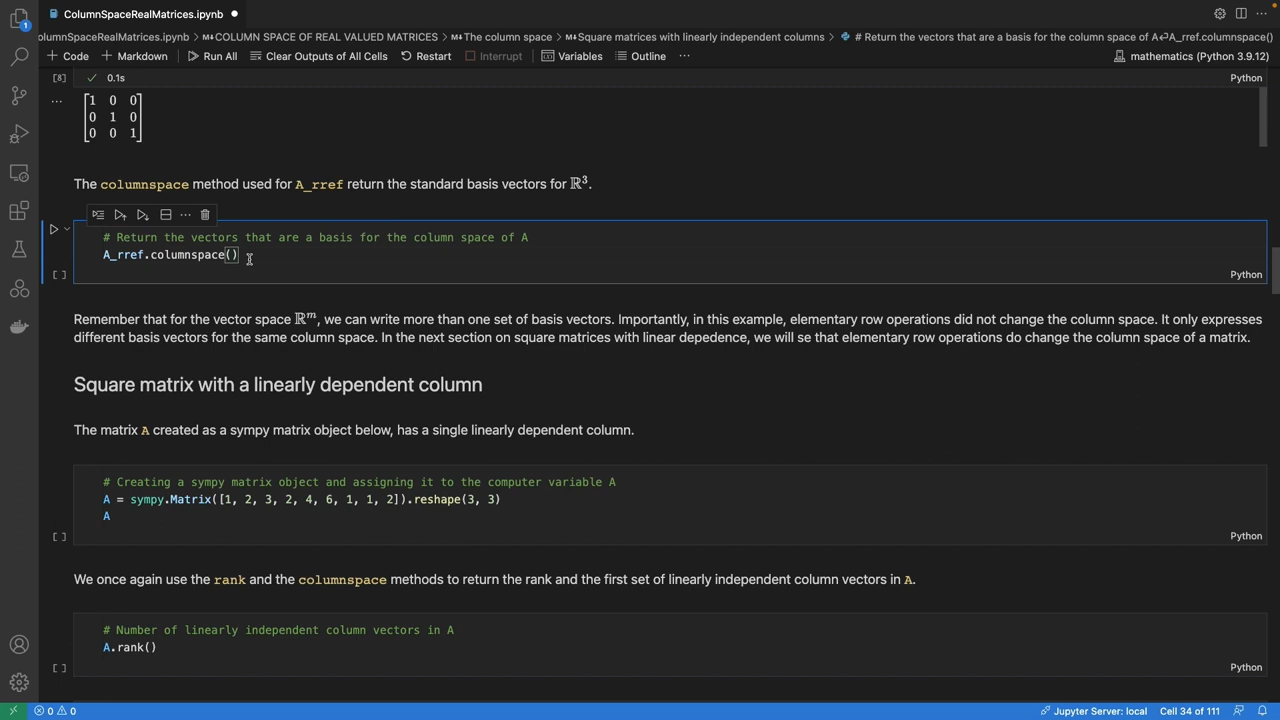 ColumnSpaceRealMatrices.ipynb
olumnSpaceRealMatrices.ipynb > COLUMN SPACE OF REAL VALUED MATRICES > The column space > Square matrices with linearly independent columns > # Return the vectors that are a basis for the column space of A↵A_rref.columnspace()
+ Code + Markdown Run All Clear Outputs of All Cells Restart Interrupt Variables Outline ··· mathematics (Python 3.9.12)
[8] ✓ 0.1s Python
...
1 0 0
0 1 0
0 0 1
The columnspace method used for A_rref return the standard basis vectors for ℝ³.
# Return the vectors that are a basis for the column space of A
A_rref.columnspace()
[ ] Python
Remember that for the vector space ℝᵐ, we can write more than one set of basis vectors. Importantly, in this example, elementary row operations did not change the column space. It only expresses
different basis vectors for the same column space. In the next section on square matrices with linear depedence, we will se that elementary row operations do change the column space of a matrix.
Square matrix with a linearly dependent column
The matrix A created as a sympy matrix object below, has a single linearly dependent column.
# Creating a sympy matrix object and assigning it to the computer variable A
A = sympy.Matrix([1, 2, 3, 2, 4, 6, 1, 1, 2]).reshape(3, 3)
A
[ ] Python
We once again use the rank and the columnspace methods to return the rank and the first set of linearly independent column vectors in A.
# Number of linearly independent column vectors in A
A.rank()
[ ] Python
1
0 0 Jupyter Server: local Cell 34 of 111